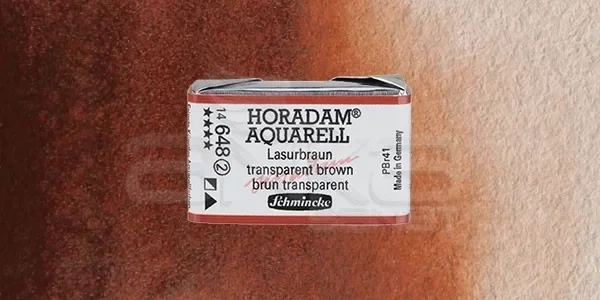 HORADAM®
AQUARELL
Lasurbraun
transparent brown
brun transparent
Schmincke
14 648 2
PBr41
Made in Germany